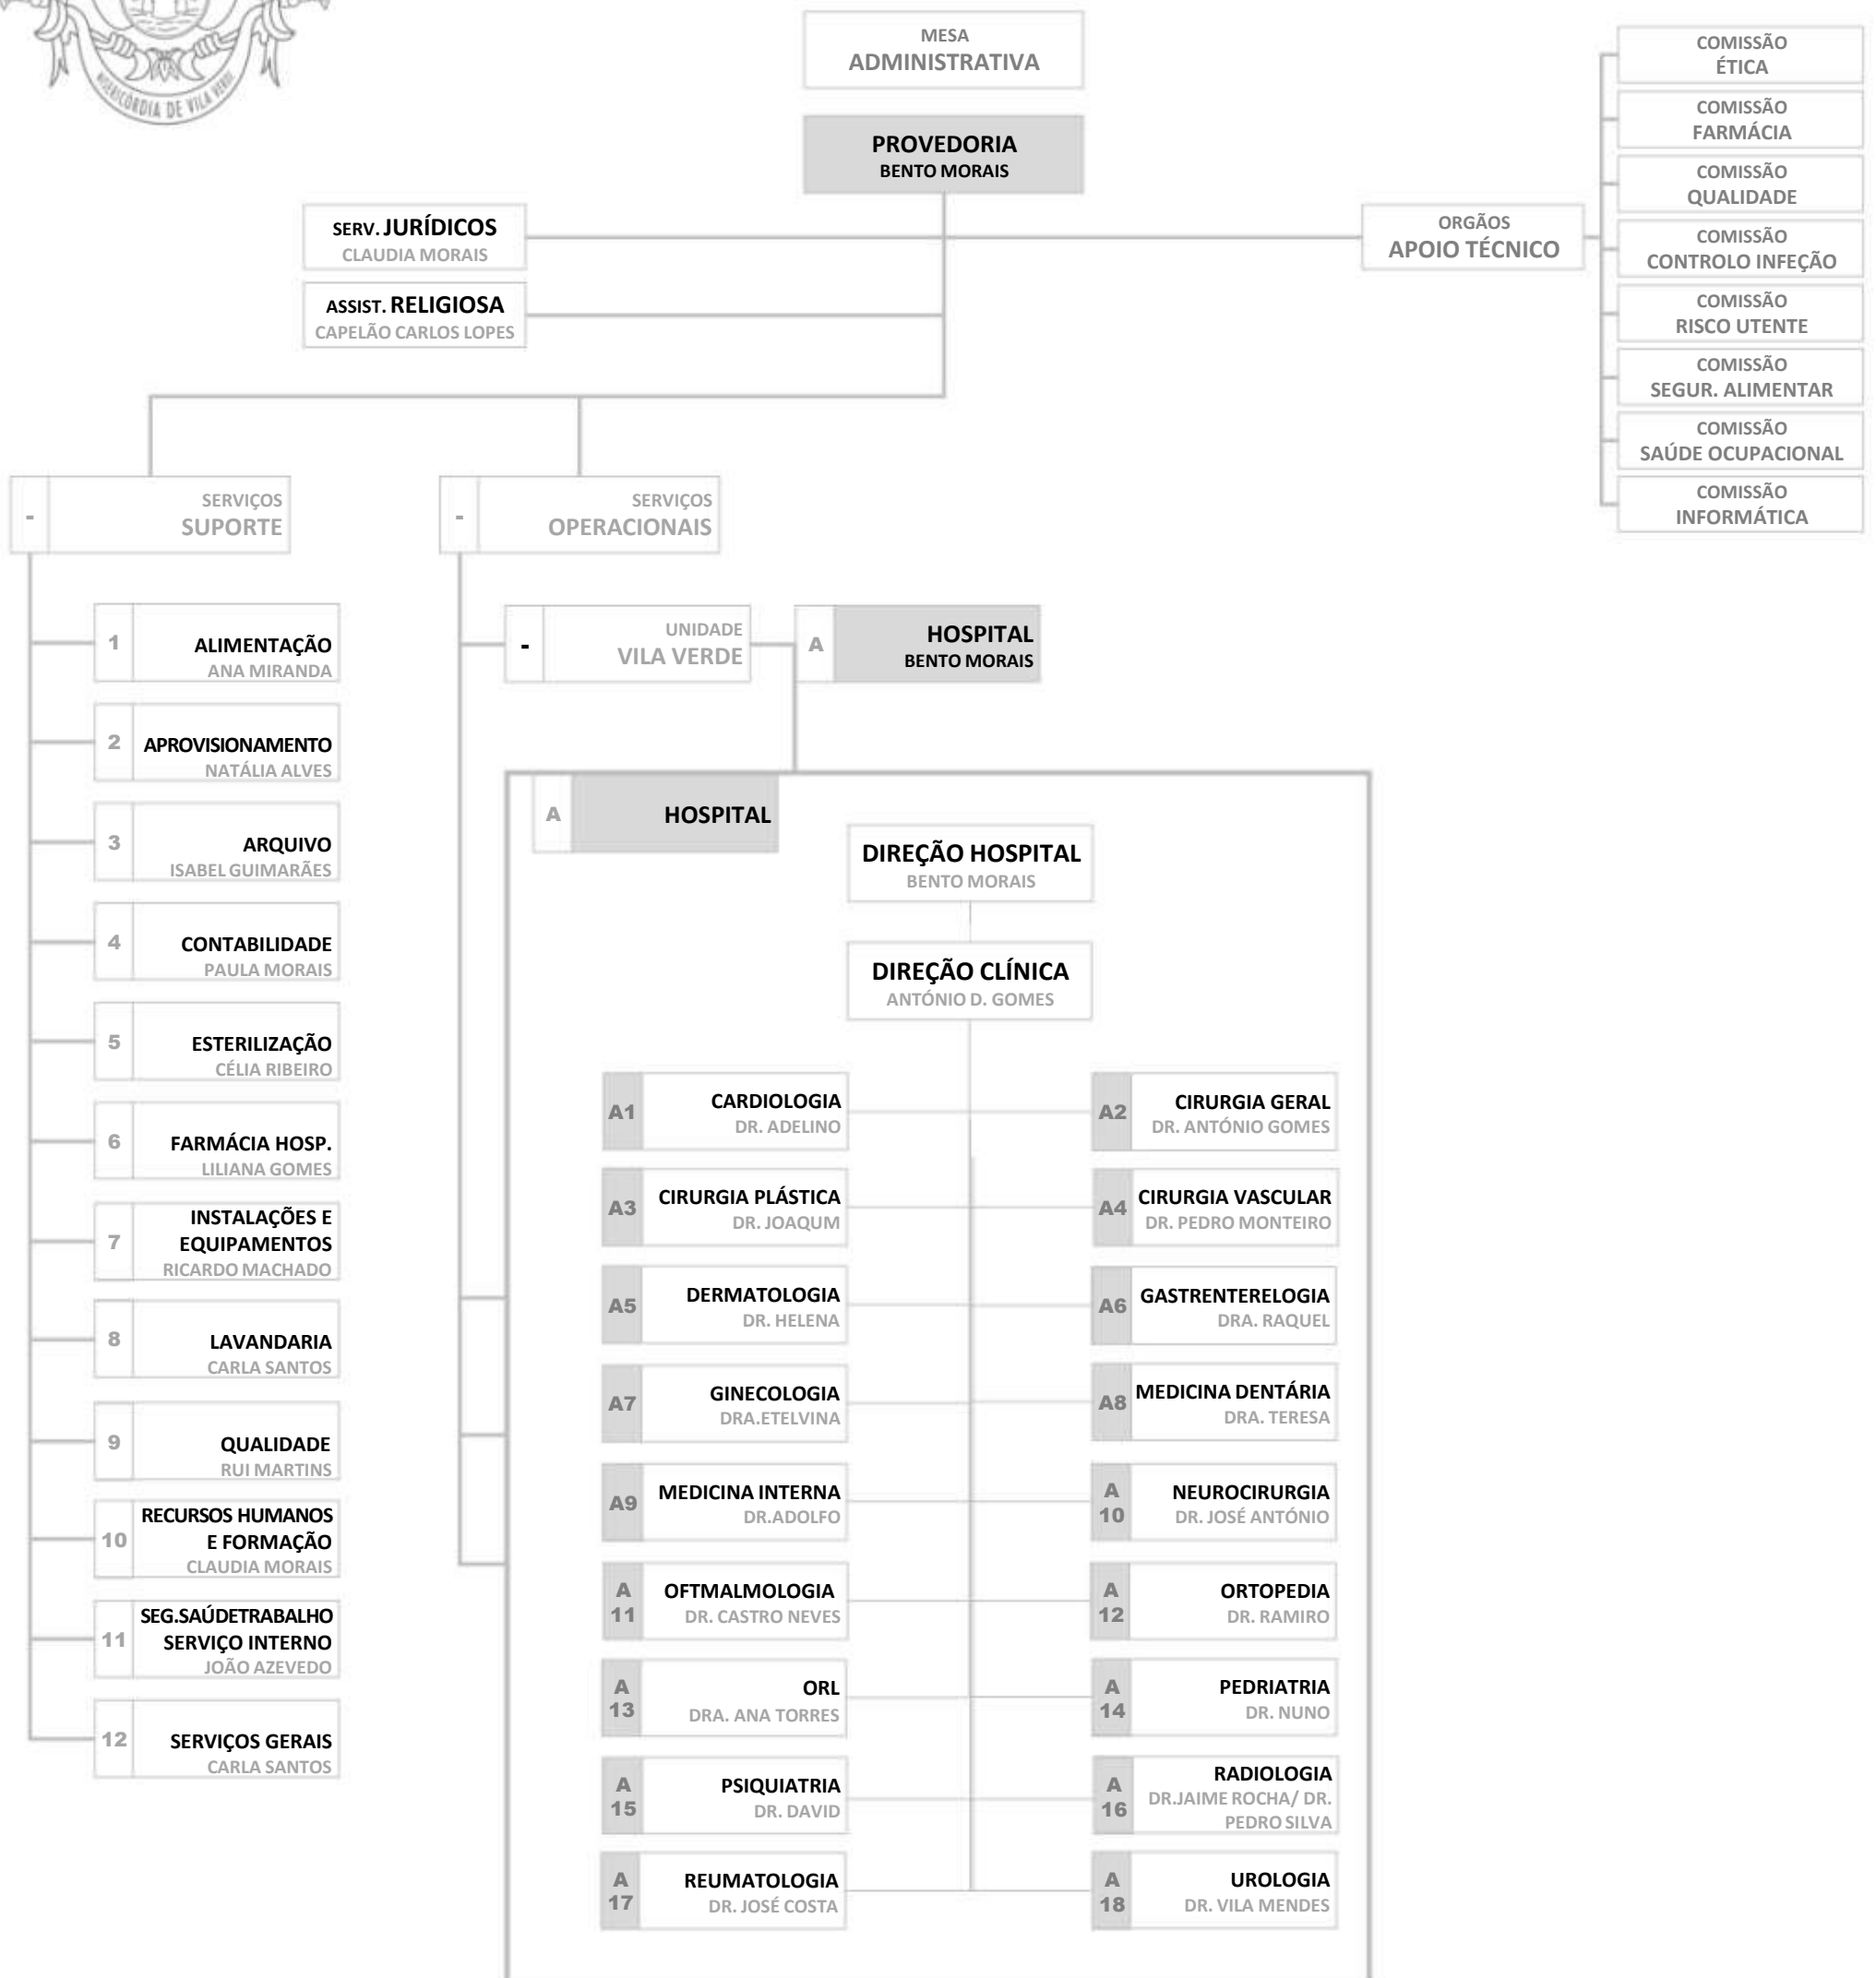 MISERICÓRDIA DE VILA VERDE
MESA
ADMINISTRATIVA
PROVEDORIA
BENTO MORAIS
SERV. JURÍDICOS
CLAUDIA MORAIS
ASSIST. RELIGIOSA
CAPELÃO CARLOS LOPES
ORGÃOS
APOIO TÉCNICO
COMISSÃO
ÉTICA
COMISSÃO
FARMÁCIA
COMISSÃO
QUALIDADE
COMISSÃO
CONTROLO INFEÇÃO
COMISSÃO
RISCO UTENTE
COMISSÃO
SEGUR. ALIMENTAR
COMISSÃO
SAÚDE OCUPACIONAL
COMISSÃO
INFORMÁTICA
-
SERVIÇOS
SUPORTE
-
SERVIÇOS
OPERACIONAIS
1
ALIMENTAÇÃO
ANA MIRANDA
2
APROVISIONAMENTO
NATÁLIA ALVES
3
ARQUIVO
ISABEL GUIMARÃES
4
CONTABILIDADE
PAULA MORAIS
5
ESTERILIZAÇÃO
CÉLIA RIBEIRO
6
FARMÁCIA HOSP.
LILIANA GOMES
7
INSTALAÇÕES E
EQUIPAMENTOS
RICARDO MACHADO
8
LAVANDARIA
CARLA SANTOS
9
QUALIDADE
RUI MARTINS
10
RECURSOS HUMANOS
E FORMAÇÃO
CLAUDIA MORAIS
11
SEG.SAÚDETRABALHO
SERVIÇO INTERNO
JOÃO AZEVEDO
12
SERVIÇOS GERAIS
CARLA SANTOS
-
UNIDADE
VILA VERDE
A
HOSPITAL
BENTO MORAIS
A
HOSPITAL
DIREÇÃO HOSPITAL
BENTO MORAIS
DIREÇÃO CLÍNICA
ANTÓNIO D. GOMES
A1
CARDIOLOGIA
DR. ADELINO
A2
CIRURGIA GERAL
DR. ANTÓNIO GOMES
A3
CIRURGIA PLÁSTICA
DR. JOAQUM
A4
CIRURGIA VASCULAR
DR. PEDRO MONTEIRO
A5
DERMATOLOGIA
DR. HELENA
A6
GASTRENTERELOGIA
DRA. RAQUEL
A7
GINECOLOGIA
DRA.ETELVINA
A8
MEDICINA DENTÁRIA
DRA. TERESA
A9
MEDICINA INTERNA
DR.ADOLFO
A
10
NEUROCIRURGIA
DR. JOSÉ ANTÓNIO
A
11
OFTMALMOLOGIA
DR. CASTRO NEVES
A
12
ORTOPEDIA
DR. RAMIRO
A
13
ORL
DRA. ANA TORRES
A
14
PEDRIATRIA
DR. NUNO
A
15
PSIQUIATRIA
DR. DAVID
A
16
RADIOLOGIA
DR.JAIME ROCHA/ DR.
PEDRO SILVA
A
17
REUMATOLOGIA
DR. JOSÉ COSTA
A
18
UROLOGIA
DR. VILA MENDES